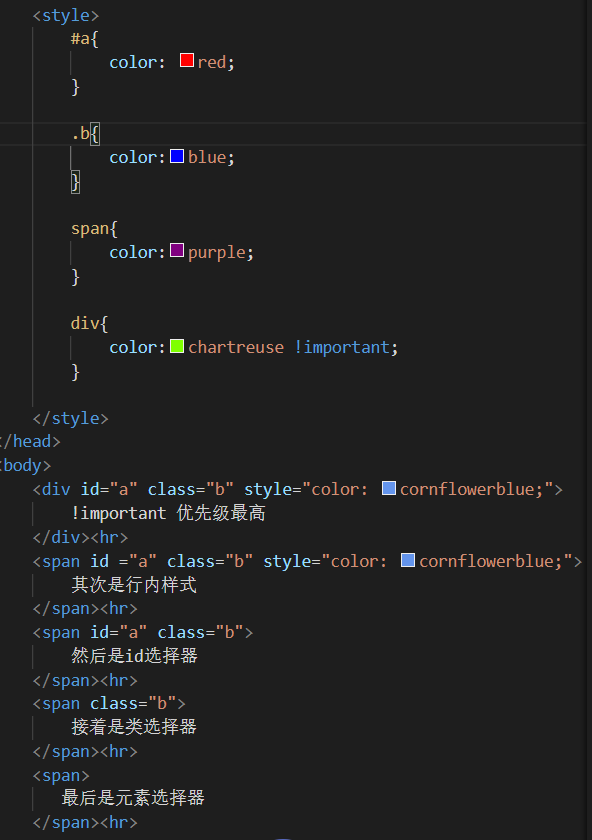 <style>
#a{
color: red;
}
.b{
color:blue;
}
span{
color:purple;
}
div{
color:chartreuse !important;
}
</style>
</head>
<body>
<div id="a" class="b" style="color: cornflowerblue;">
!important 优先级最高
</div><hr>
<span id ="a" class="b" style="color: cornflowerblue;">
其次是行内样式
</span><hr>
<span id="a" class="b">
然后是id选择器
</span><hr>
<span class="b">
接着是类选择器
</span><hr>
<span>
最后是元素选择器
</span><hr>